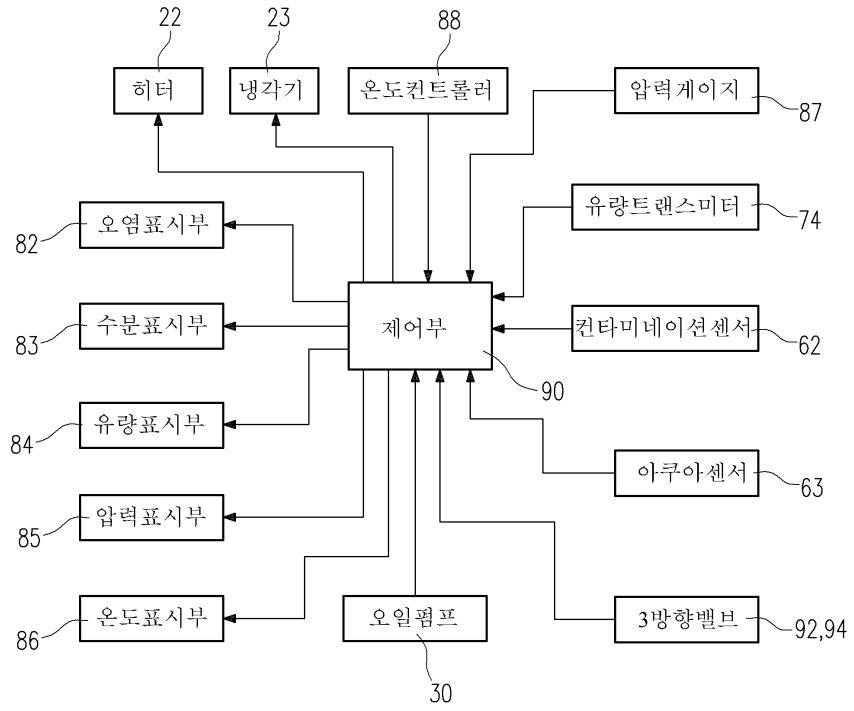 22
23
88
히터
냉각기
온도컨트롤러
압력게이지
87
오염표시부
82
유량트랜스미터
74
제어부
90
수분표시부
83
컨타미네이션센서
62
유량표시부
84
아쿠아센서
63
압력표시부
85
온도표시부
86
오일펌프
30
3방향밸브
92,94